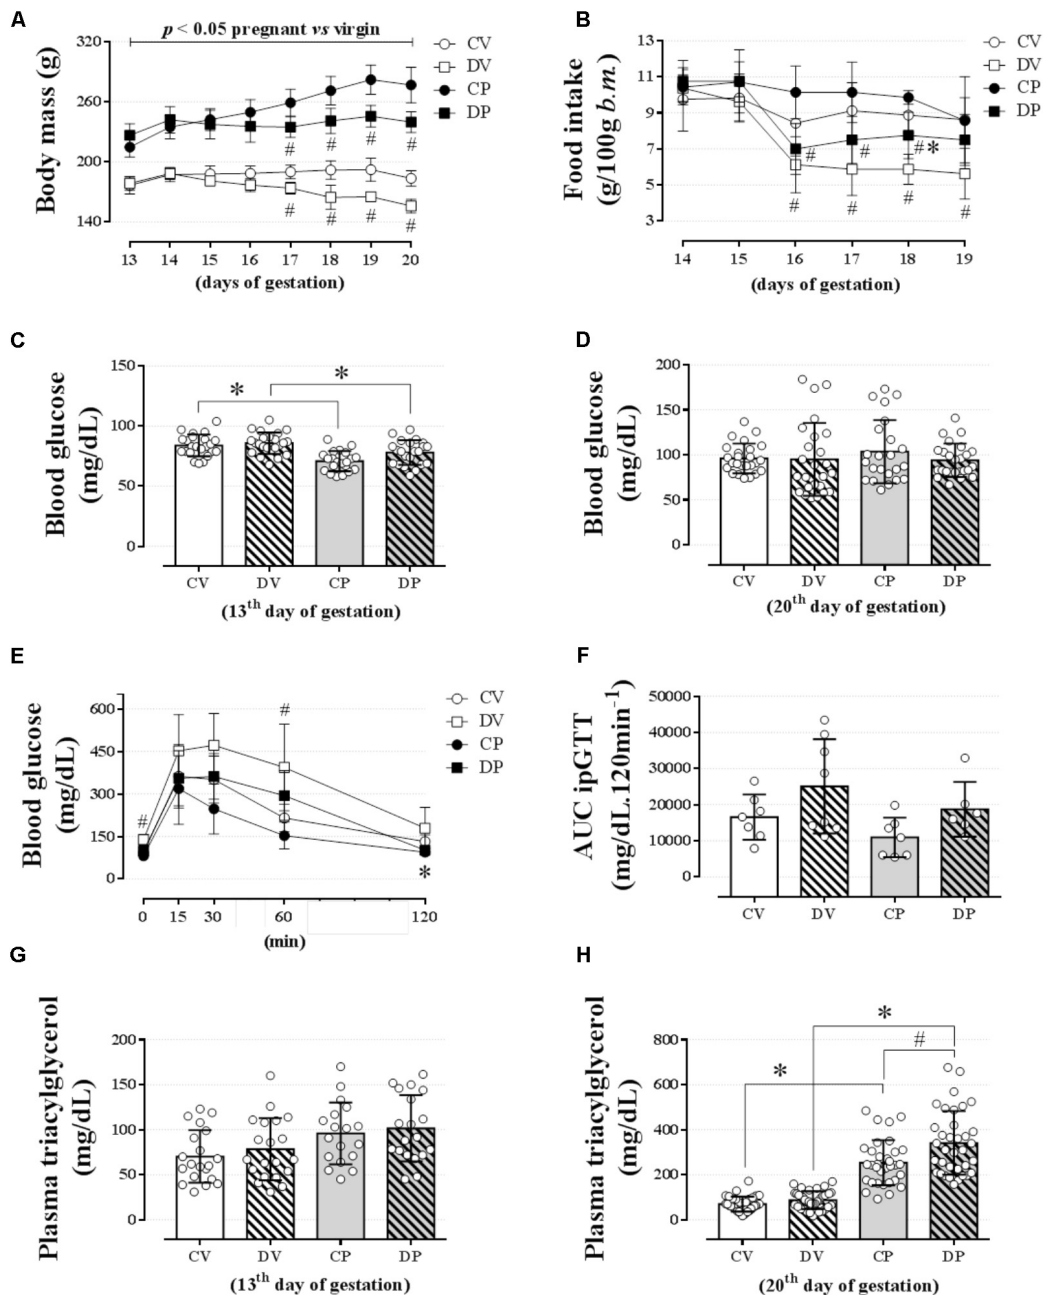 A
p < 0.05 pregnant vs virgin
Body mass (g)
320
260
200
140
# # # #
# # # #
13 14 15 16 17 18 19 20
(days of gestation)
CV
DV
CP
DP
B
Food intake
(g/100g b.m.)
13
11
9
7
5
3
# # #*
# # # #
14 15 16 17 18 19
(days of gestation)
CV
DV
CP
DP
C
Blood glucose
(mg/dL)
150
100
50
0
* *
CV DV CP DP
(13th day of gestation)
D
Blood glucose
(mg/dL)
200
150
100
50
0
CV DV CP DP
(20th day of gestation)
E
Blood glucose
(mg/dL)
600
450
300
150
0
# #
*
0 15 30 60 120
(min)
CV
DV
CP
DP
F
AUC ipGTT
(mg/dL.120min-1)
50000
40000
30000
20000
10000
0
CV DV CP DP
G
Plasma triacylglycerol
(mg/dL)
200
150
100
50
0
CV DV CP DP
(13th day of gestation)
H
Plasma triacylglycerol
(mg/dL)
800
600
400
200
0
*
#
*
CV DV CP DP
(20th day of gestation)